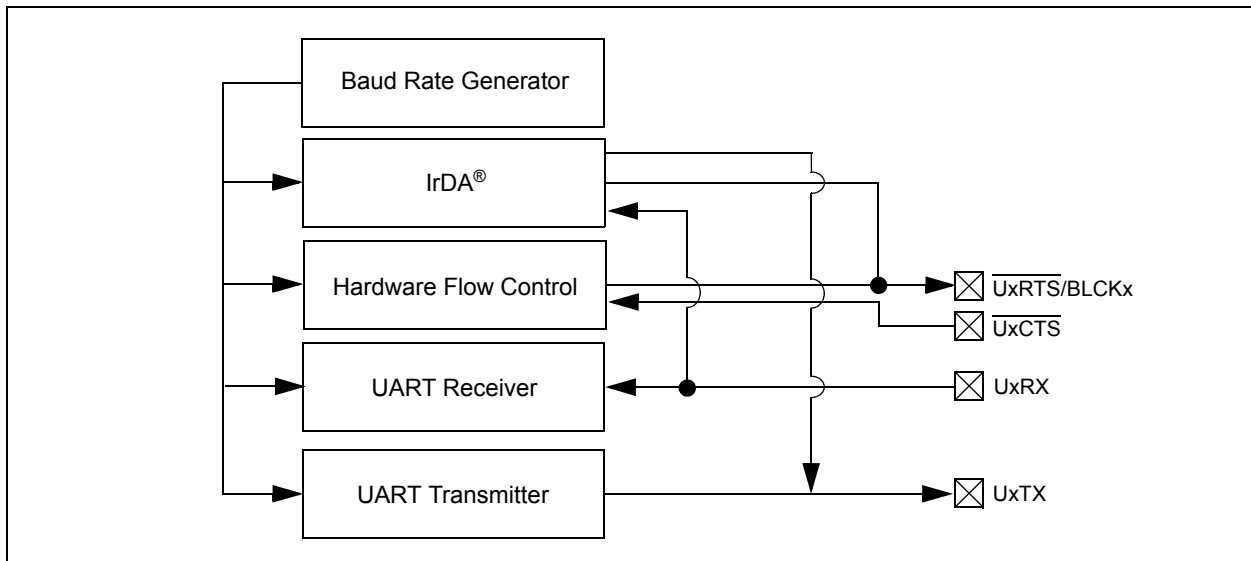 Baud Rate Generator
IrDA®
Hardware Flow Control
UxRTS/BLCKx
UxCTS
UART Receiver
UxRX
UART Transmitter
UxTX